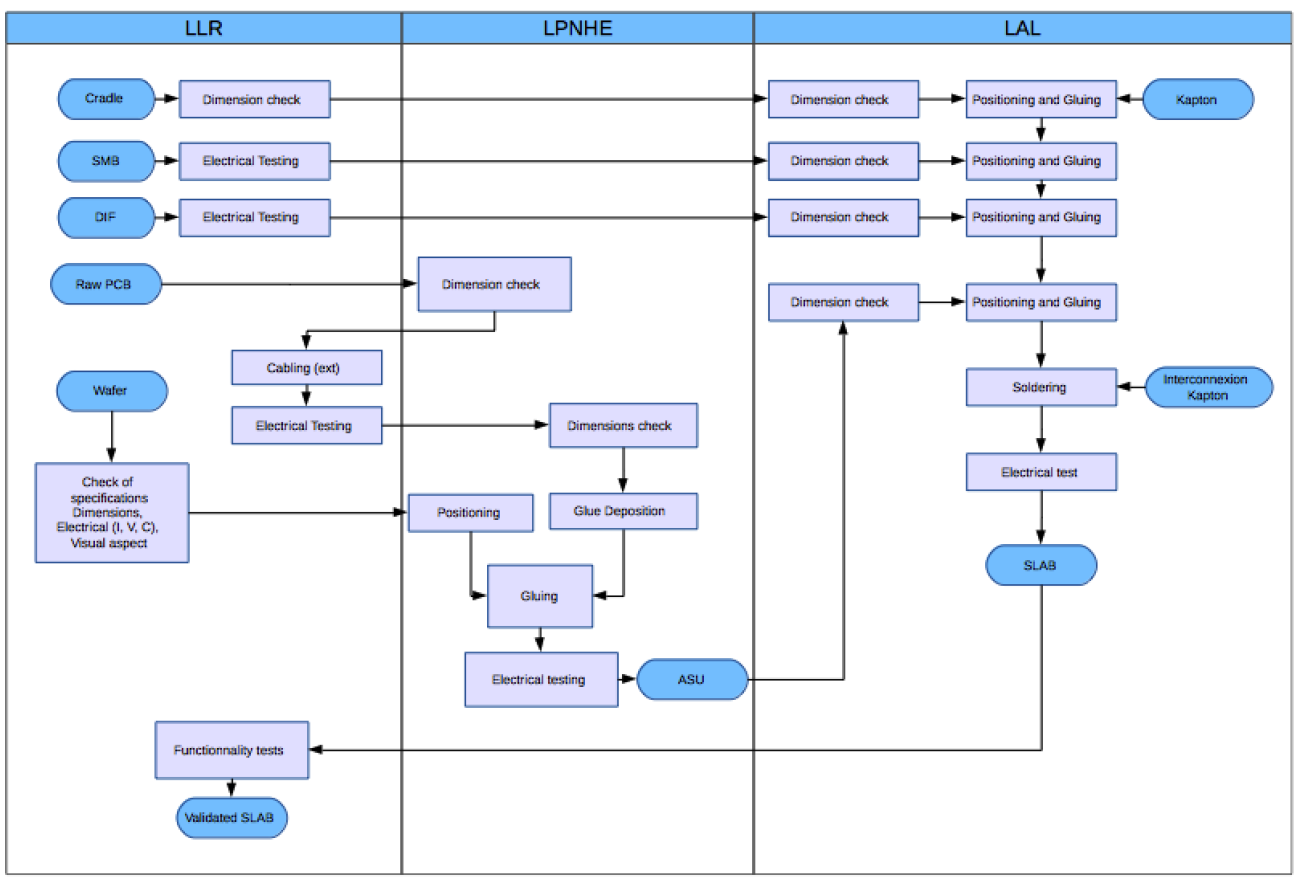 LLR
LPNHE
LAL
Cradle
Dimension check
Dimension check
Positioning and Gluing
Kapton
SMB
Electrical Testing
Dimension check
Positioning and Gluing
DIF
Electrical Testing
Dimension check
Positioning and Gluing
Raw PCB
Dimension check
Dimension check
Positioning and Gluing
Cabling (ext)
Wafer
Soldering
Interconnexion
Kapton
Electrical Testing
Dimensions check
Electrical test
Check of
specifications
Dimensions,
Electrical (I, V, C),
Visual aspect
Positioning
Glue Deposition
SLAB
Gluing
Electrical testing
ASU
Functionnality tests
Validated SLAB